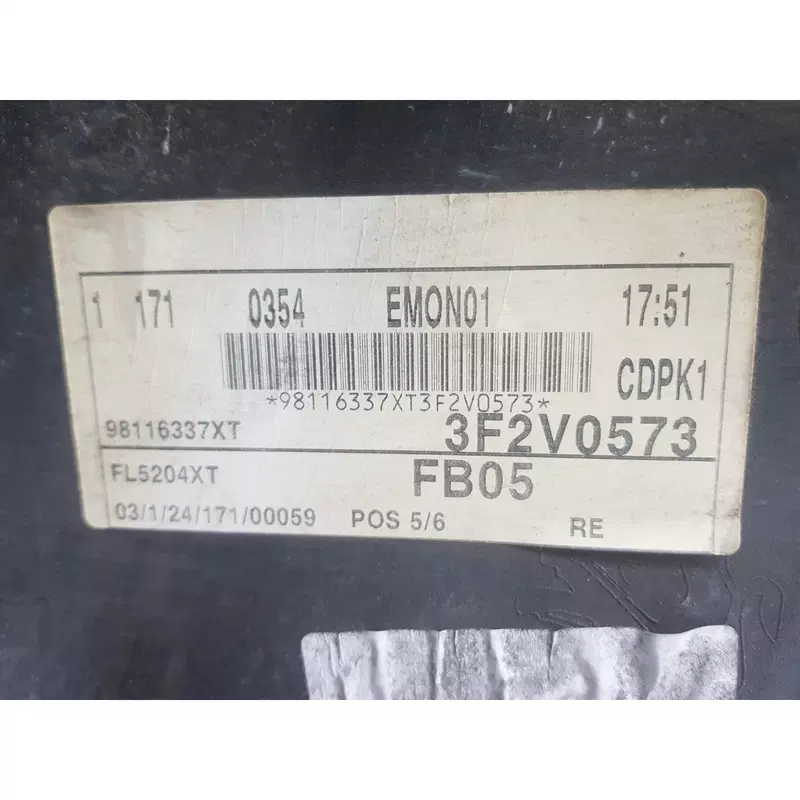 1 171 0354 EMON01 17:51
*98116337XT3F2V0573* CDPK1
98116337XT 3F2V0573
FL5204XT FB05
03/1/24/171/00059 POS 5/6 RE